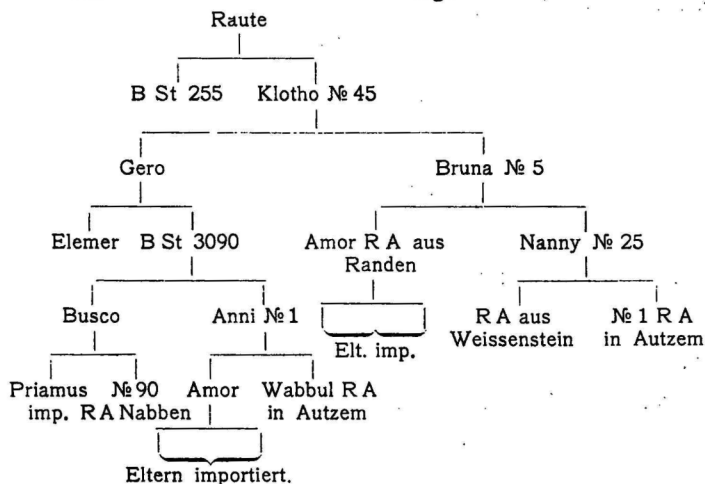 Raute
B St 255 Klotho № 45
Gero Bruna № 5
Elemer B St 3090 Amor R A aus Randen Nanny № 25
Busco Anni № 1 Elt. imp. R A aus Weissenstein № 1 R A in Autzem
Priamus imp. № 90 R A Nabben Amor Wabbul R A in Autzem
Eltern importiert.